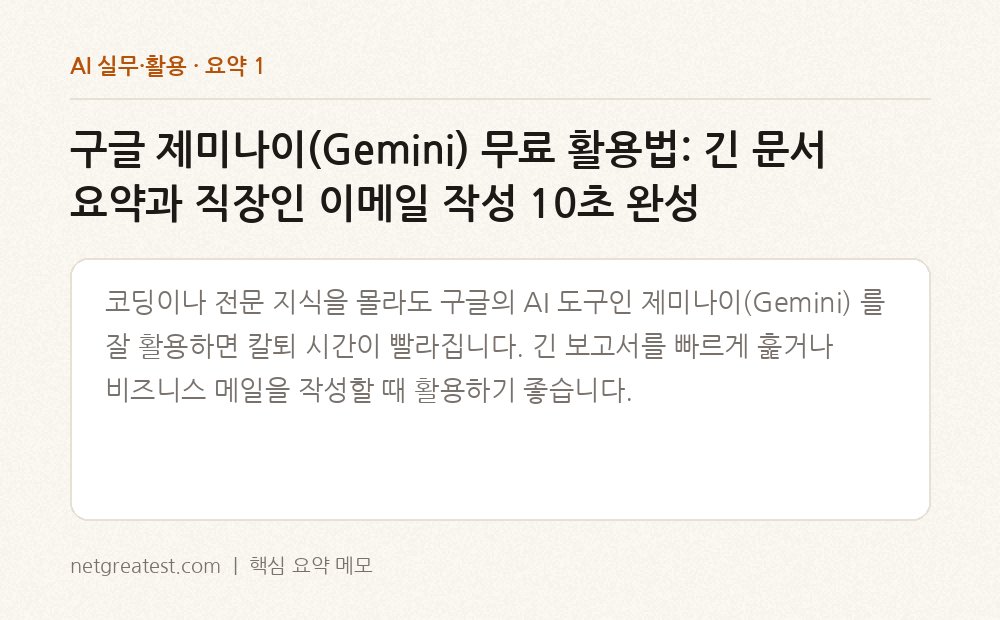 AI 실무·활용 · 요약 1
구글 제미나이(Gemini) 무료 활용법: 긴 문서
요약과 직장인 이메일 작성 10초 완성
코딩이나 전문 지식을 몰라도 구글의 AI 도구인 제미나이(Gemini) 를
잘 활용하면 칼퇴 시간이 빨라집니다. 긴 보고서를 빠르게 훑거나
비즈니스 메일을 작성할 때 활용하기 좋습니다.
netgreatest.com | 핵심 요약 메모